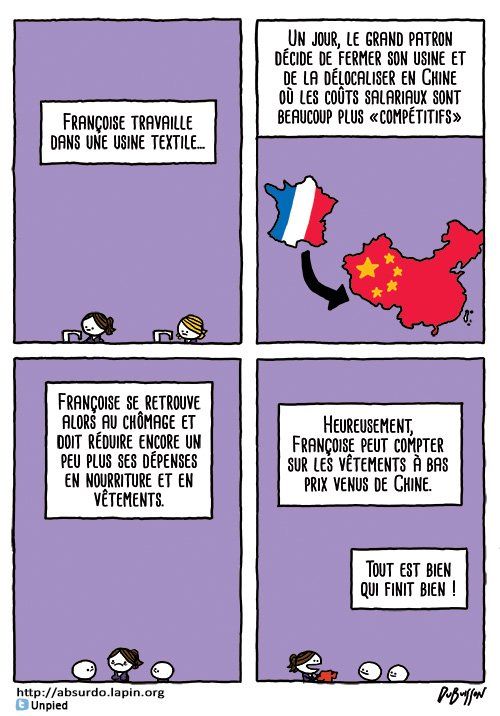 FRANÇOISE TRAVAILLE
DANS UNE USINE TEXTILE...
UN JOUR, LE GRAND PATRON
DÉCIDE DE FERMER SON USINE ET
DE LA DÉLOCALISER EN CHINE
OÙ LES COÛTS SALARIAUX SONT
BEAUCOUP PLUS «COMPÉTITIFS»
FRANÇOISE SE RETROUVE
ALORS AU CHÔMAGE ET
DOIT RÉDUIRE ENCORE UN
PEU PLUS SES DÉPENSES
EN NOURRITURE ET EN
VÊTEMENTS.
HEUREUSEMENT,
FRANÇOISE PEUT COMPTER
SUR LES VÊTEMENTS À BAS
PRIX VENUS DE CHINE.
TOUT EST BIEN
QUI FINIT BIEN !
http://absurdo.lapin.org
Unpied
DUBUISSON